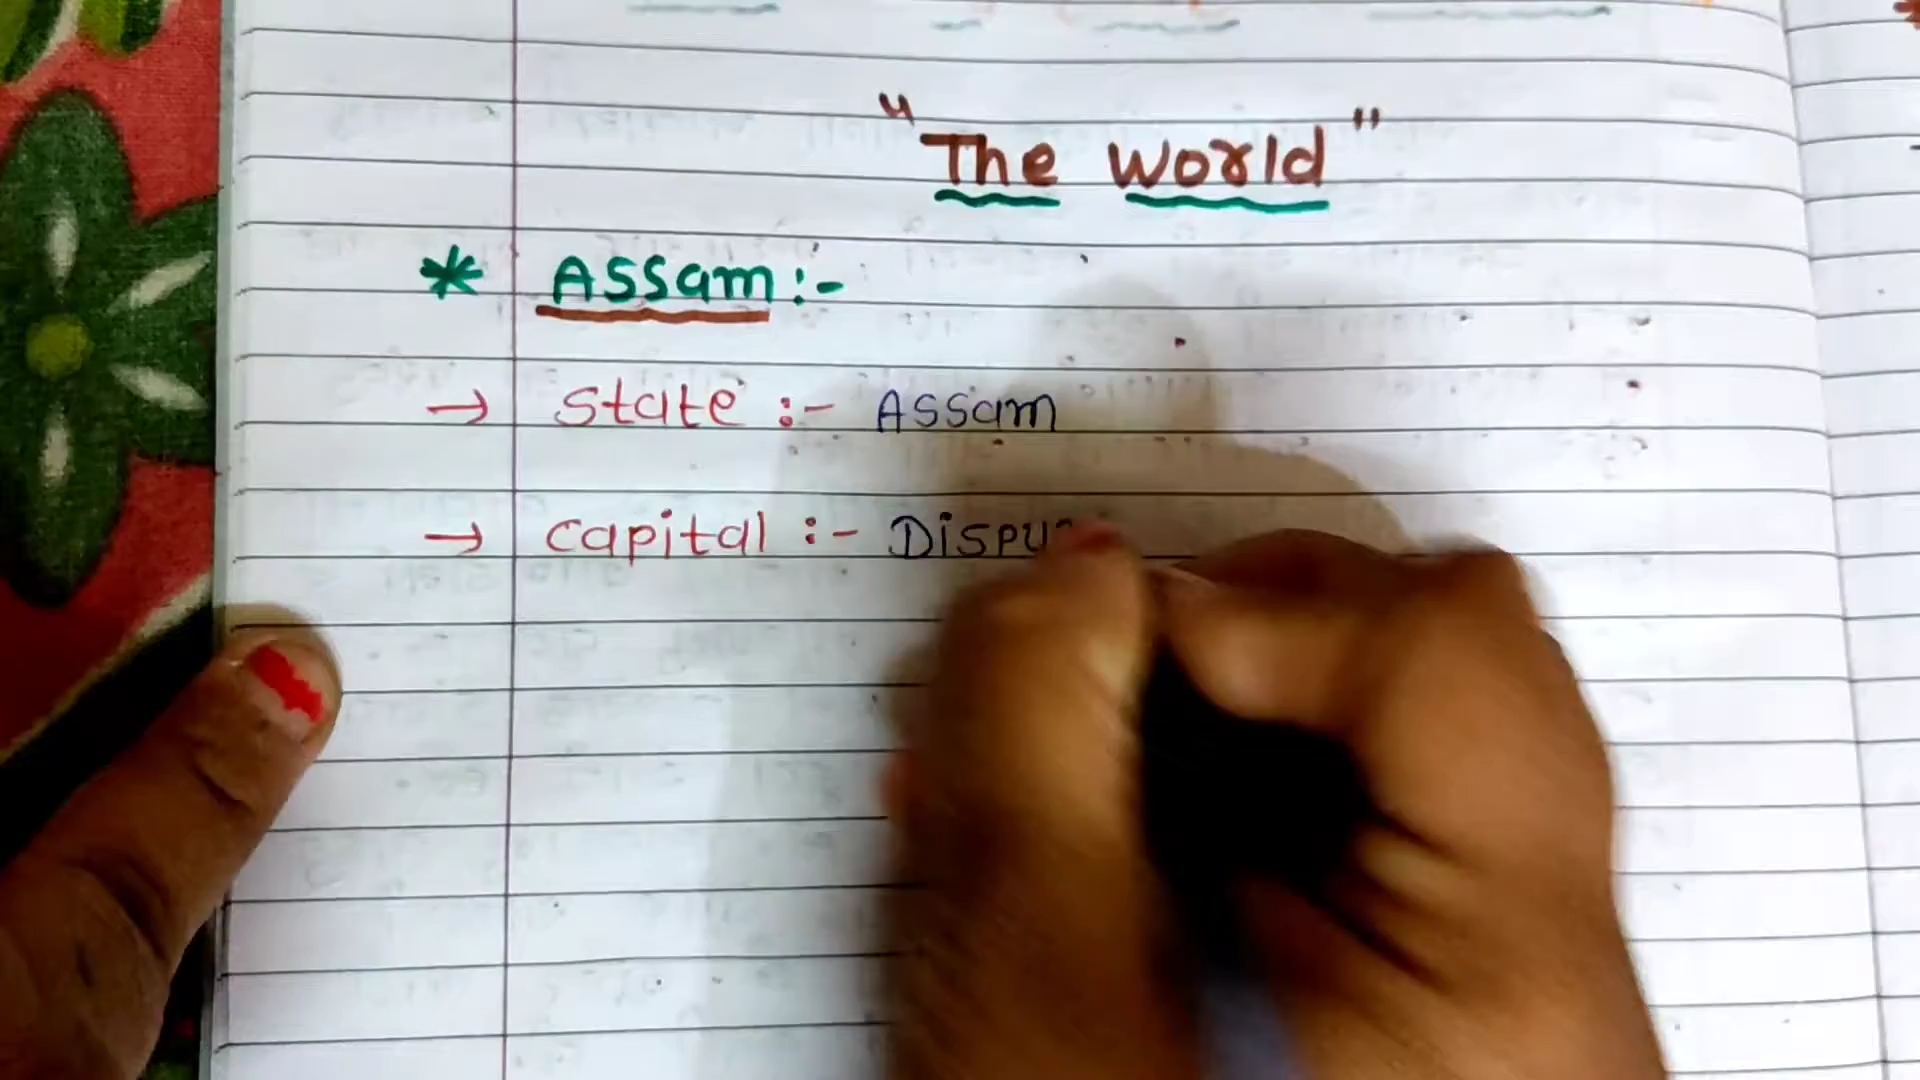 "The World"
* Assam:-
→ state :- Assam
→ capital :- Dispu